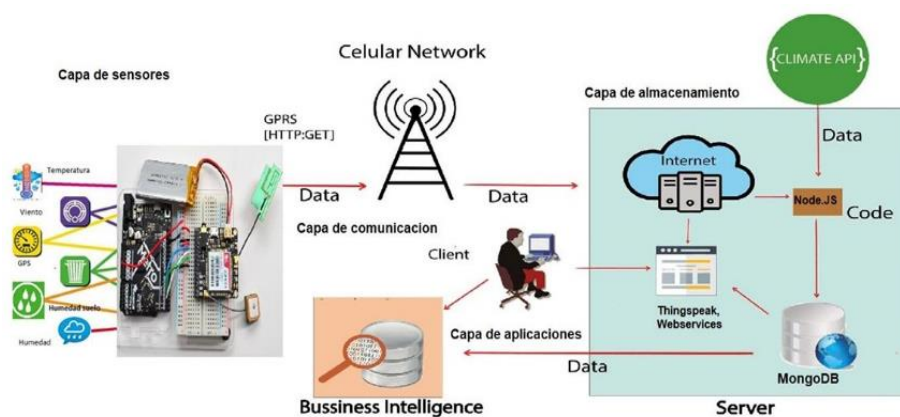 Celular Network
Capa de sensores
{CLIMATE API}
Capa de almacenamiento
GPRS
[HTTP:GET]
Data
Internet
Temperatura
Data
Data
Node.JS
Code
Viento
Capa de comunicacion
Client
GPS
Thingspeak,
Webservices
Humedad suelo
Capa de aplicaciones
Humedad
Data
MongoDB
Bussiness Intelligence
Server